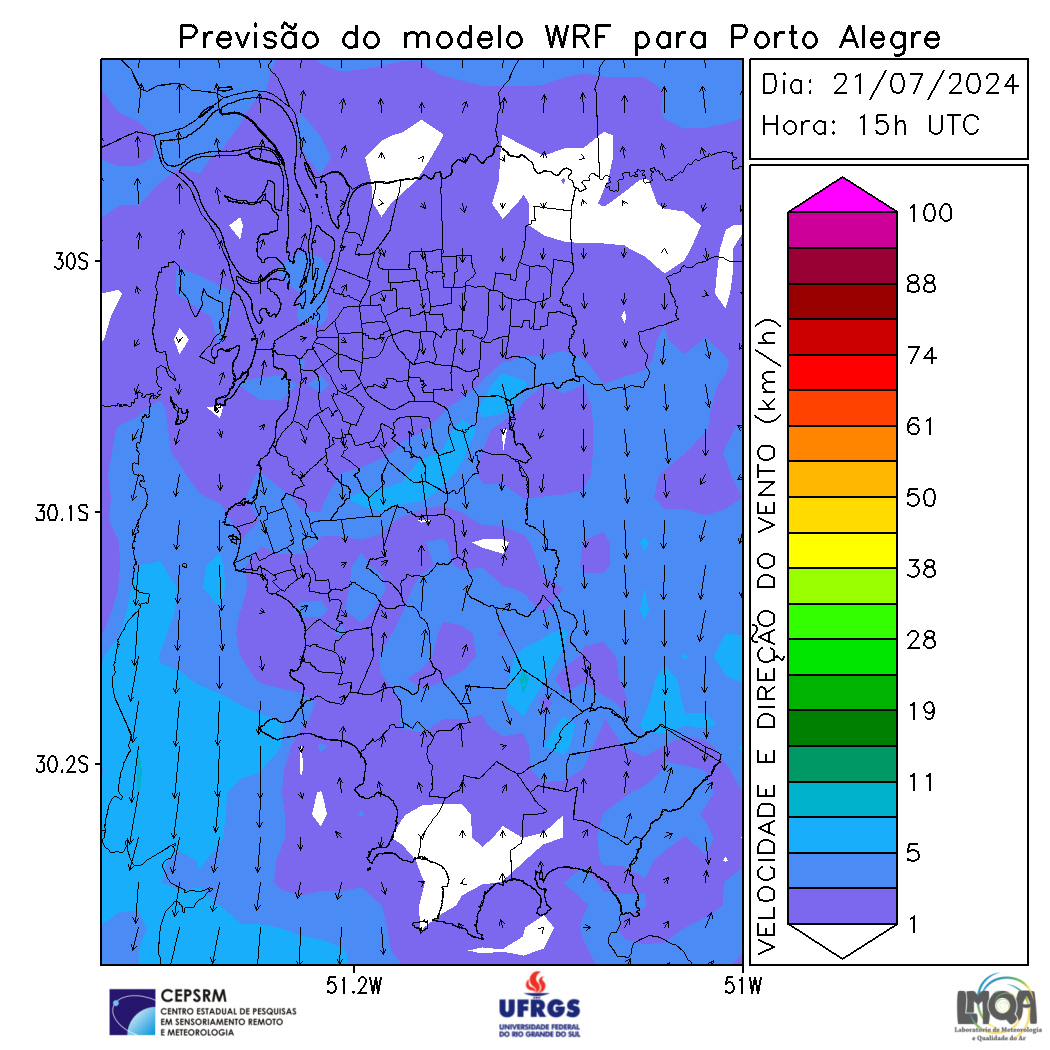 Previsão do modelo WRF para Porto Alegre
Dia: 21/07/2024
Hora: 15h UTC
30S
30.1S
30.2S
51.2W
51W
VELOCIDADE E DIREÇÃO DO VENTO (km/h)
100
88
74
61
50
38
28
19
11
5
1
CEPSRM
CENTRO ESTADUAL DE PESQUISAS
EM SENSORIAMENTO REMOTO
E METEOROLOGIA
UFRGS
UNIVERSIDADE FEDERAL
DO RIO GRANDE DO SUL
LMQA
Laboratório de Meteorologia
e Qualidade do Ar